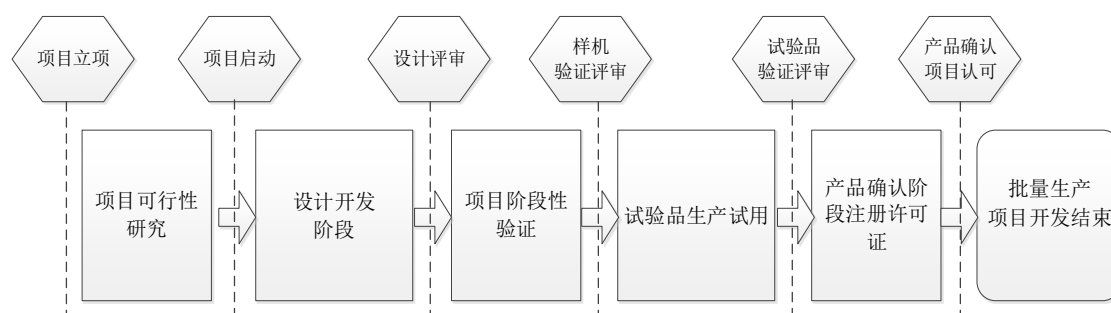 项目立项
项目启动
设计评审
样机
验证评审
试验品
验证评审
产品确认
项目认可
项目可行性
研究
设计开发
阶段
项目阶段性
验证
试验品生产试用
产品确认阶
段注册许可
证
批量生产
项目开发结束